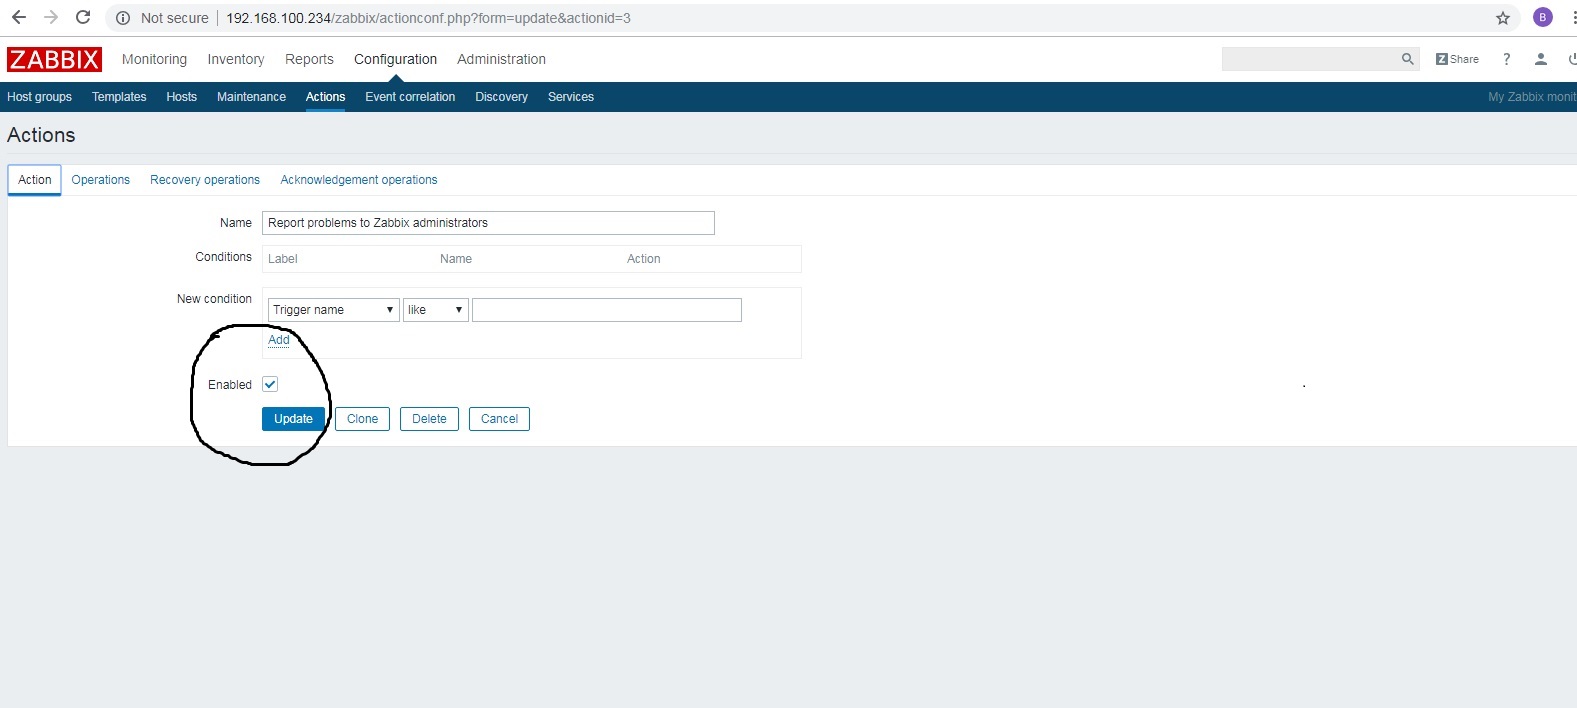 Not secure | 192.168.100.234/zabbix/actionconf.php?form=update&actionid=3 B
ZABBIX Monitoring Inventory Reports Configuration Administration Z Share ?
Host groups Templates Hosts Maintenance Actions Event correlation Discovery Services My Zabbix monit
Actions
Action Operations Recovery operations Acknowledgement operations
Name Report problems to Zabbix administrators
Conditions Label Name Action
New condition
Trigger name like
Add
Enabled
Update Clone Delete Cancel